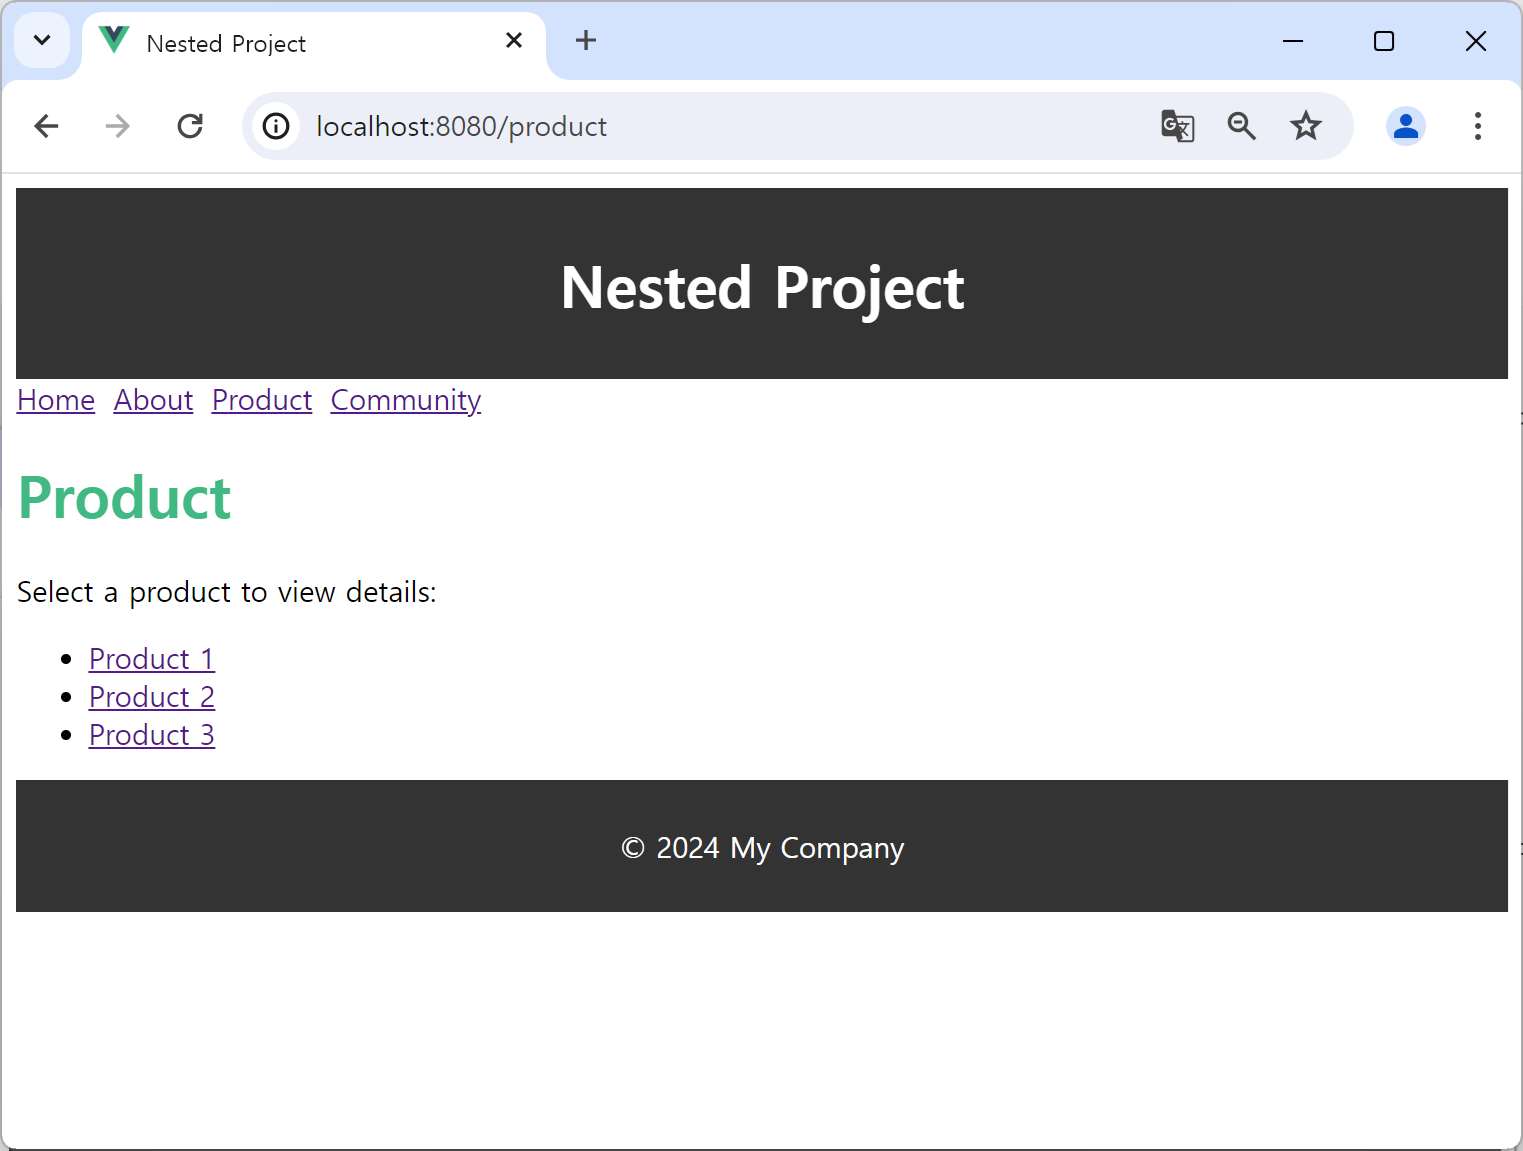 Nested Project
localhost:8080/product
Nested Project
Home About Product Community
Product
Select a product to view details:
Product 1
Product 2
Product 3
© 2024 My Company